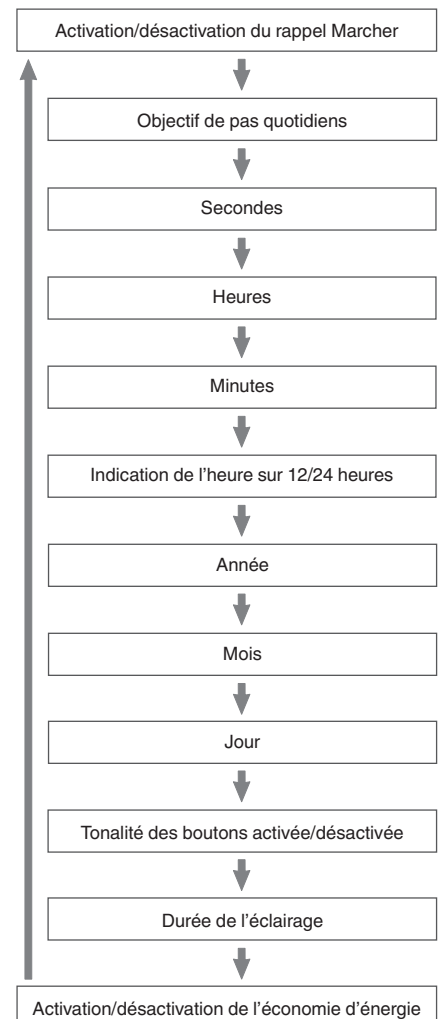 Activation/désactivation du rappel Marcher
Objectif de pas quotidiens
Secondes
Heures
Minutes
Indication de l’heure sur 12/24 heures
Année
Mois
Jour
Tonalité des boutons activée/désactivée
Durée de l’éclairage
Activation/désactivation de l’économie d’énergie